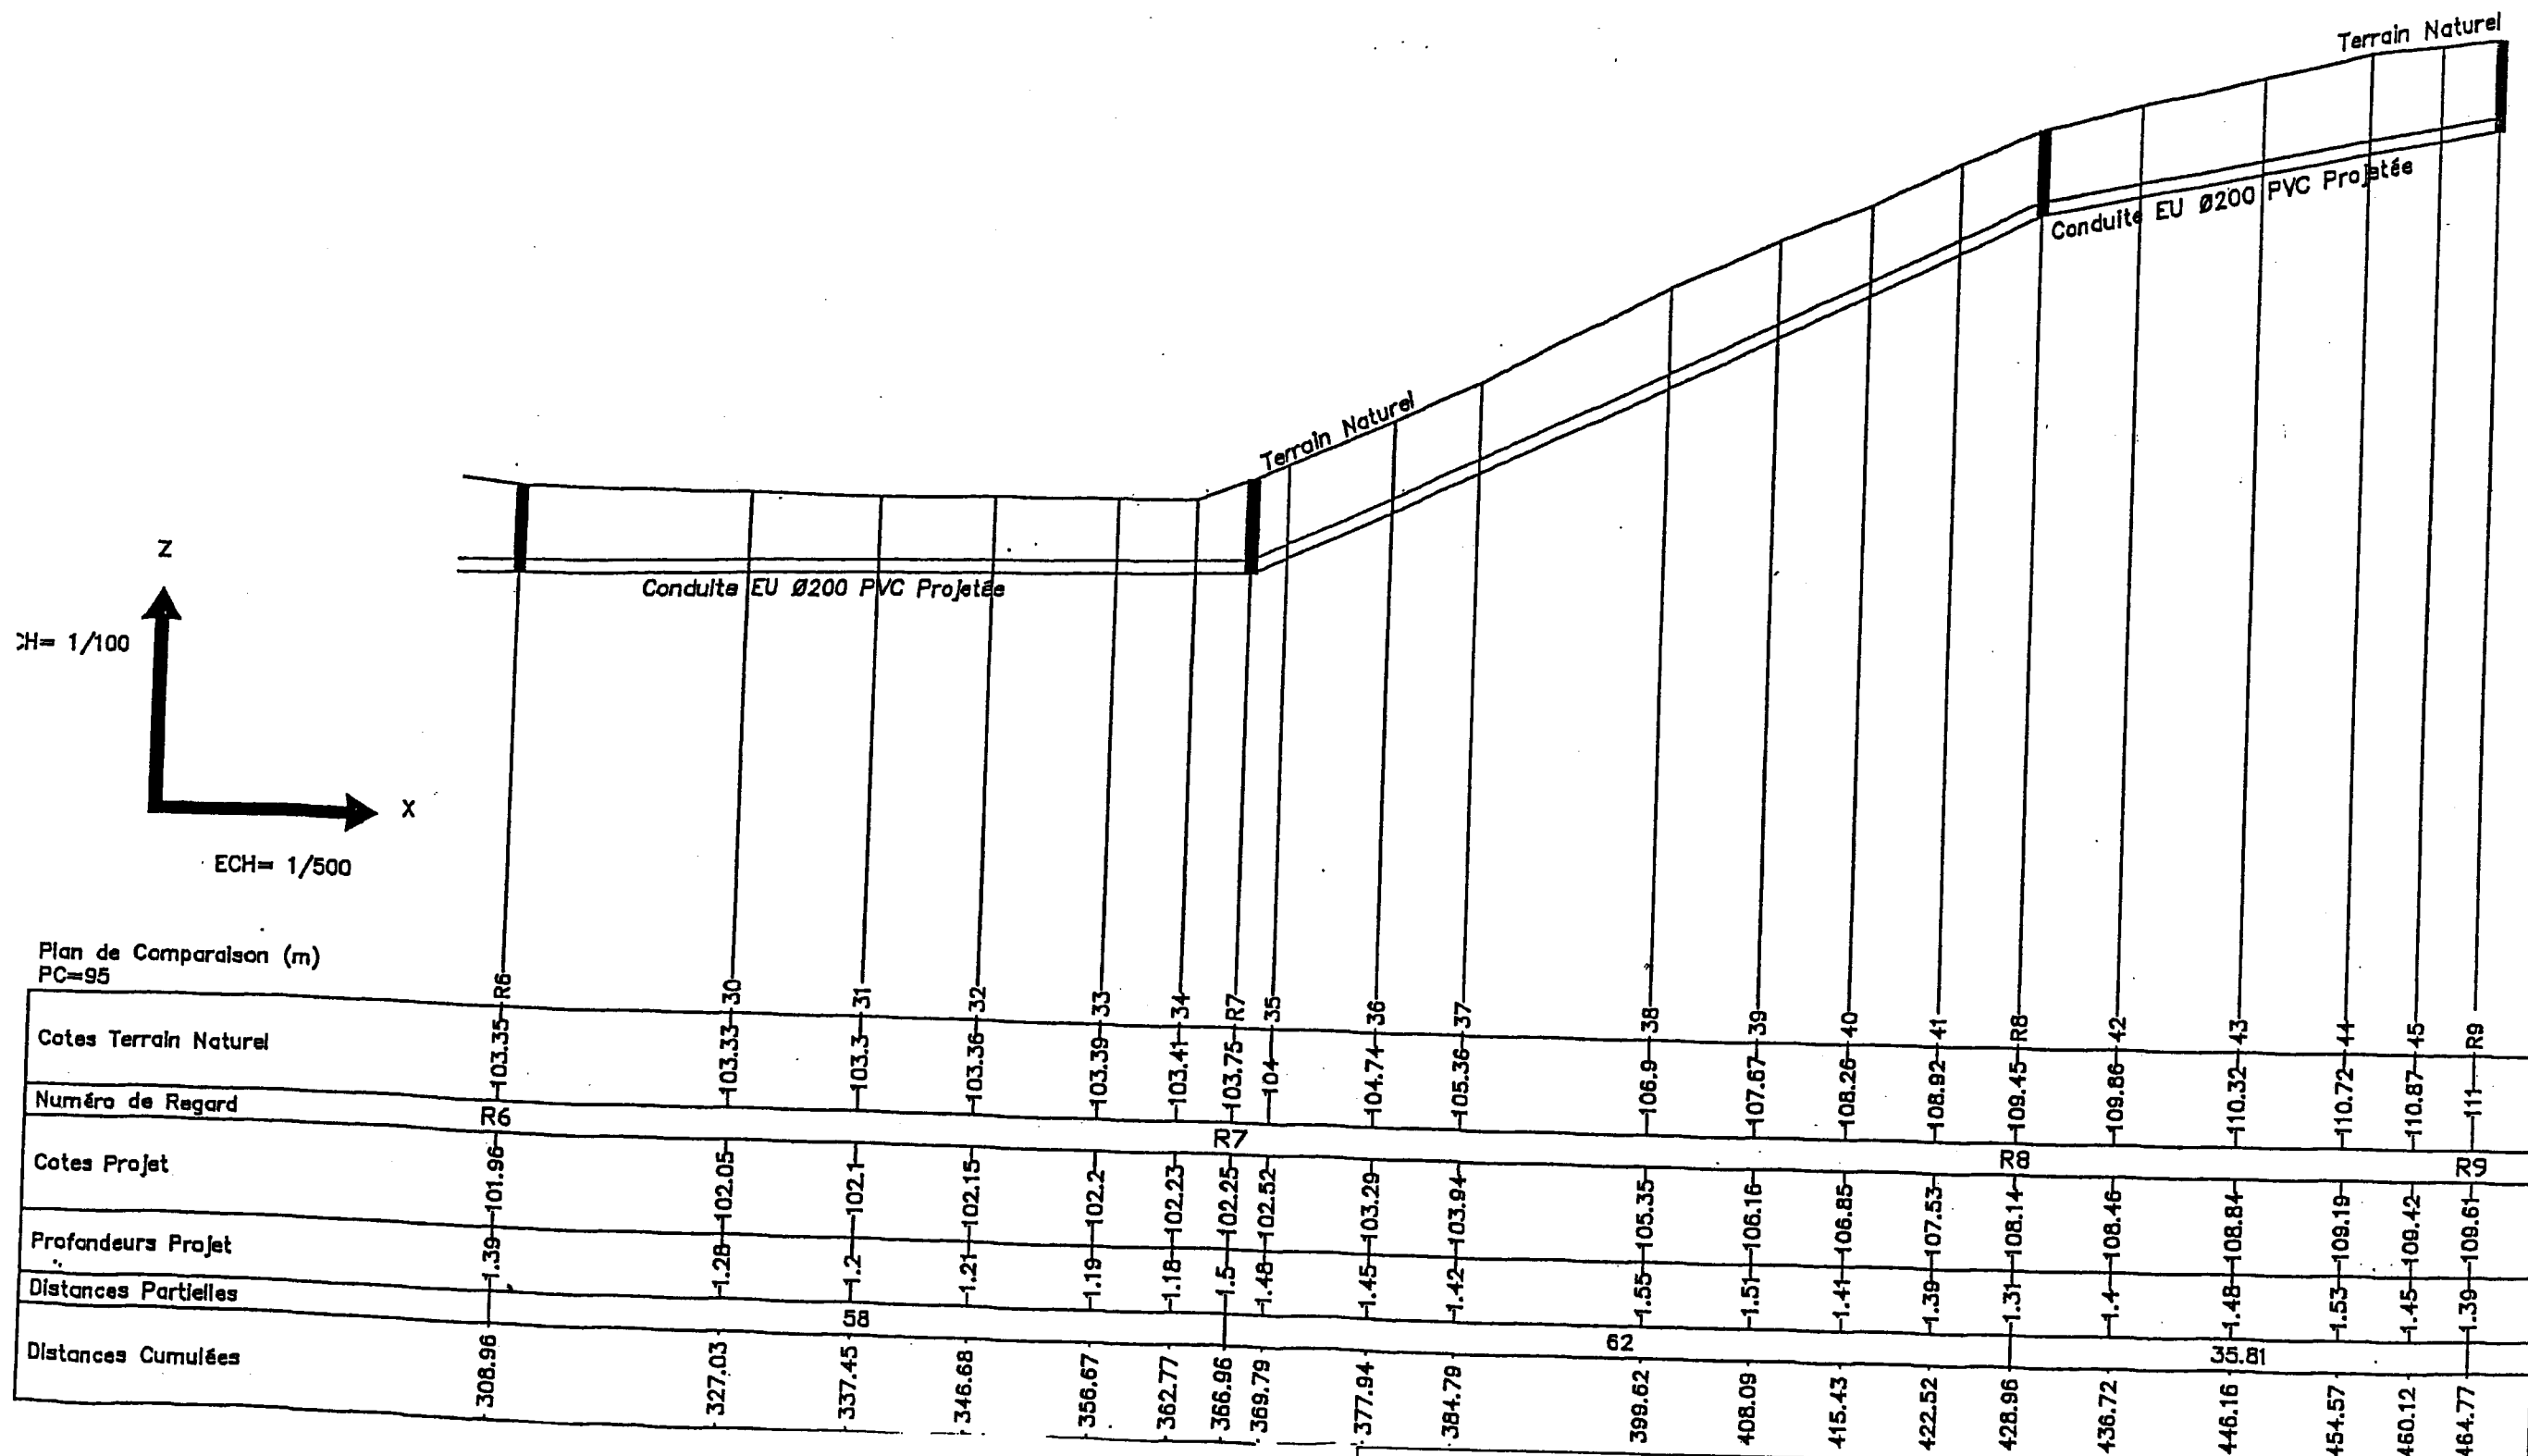 Terrain Naturel
Conduite EU Ø200 PVC Projetée
Terrain Naturel
Conduite EU Ø200 PVC Projetée
Z
CH= 1/100
X
ECH= 1/500
Plan de Comparaison (m)
PC=95
R6 30 31 32 33 34 R7 35 36 37 38 39 40 41 R8 42 43 44 45 R9
Cotes Terrain Naturel 103.35 103.33 103.3 103.36 103.39 103.41 103.75 104 104.74 105.36 106.9 107.67 108.26 108.92 109.45 109.86 110.32 110.72 110.87 111
Numéro de Regard R6 R7 R8 R9
Cotes Projet 101.96 102.05 102.1 102.15 102.2 102.23 102.25 102.52 103.29 103.94 105.35 106.16 106.85 107.53 108.14 108.46 108.84 109.19 109.42 109.61
Profondeurs Projet 1.39 1.28 1.2 1.21 1.19 1.18 1.5 1.48 1.45 1.42 1.55 1.51 1.41 1.39 1.31 1.4 1.48 1.53 1.45 1.39
Distances Partielles 58 62 35.81
Distances Cumulées 308.96 327.03 337.45 346.68 356.67 362.77 366.96 369.79 377.94 384.79 399.62 408.09 415.43 422.52 428.96 436.72 446.16 454.57 460.12 464.77